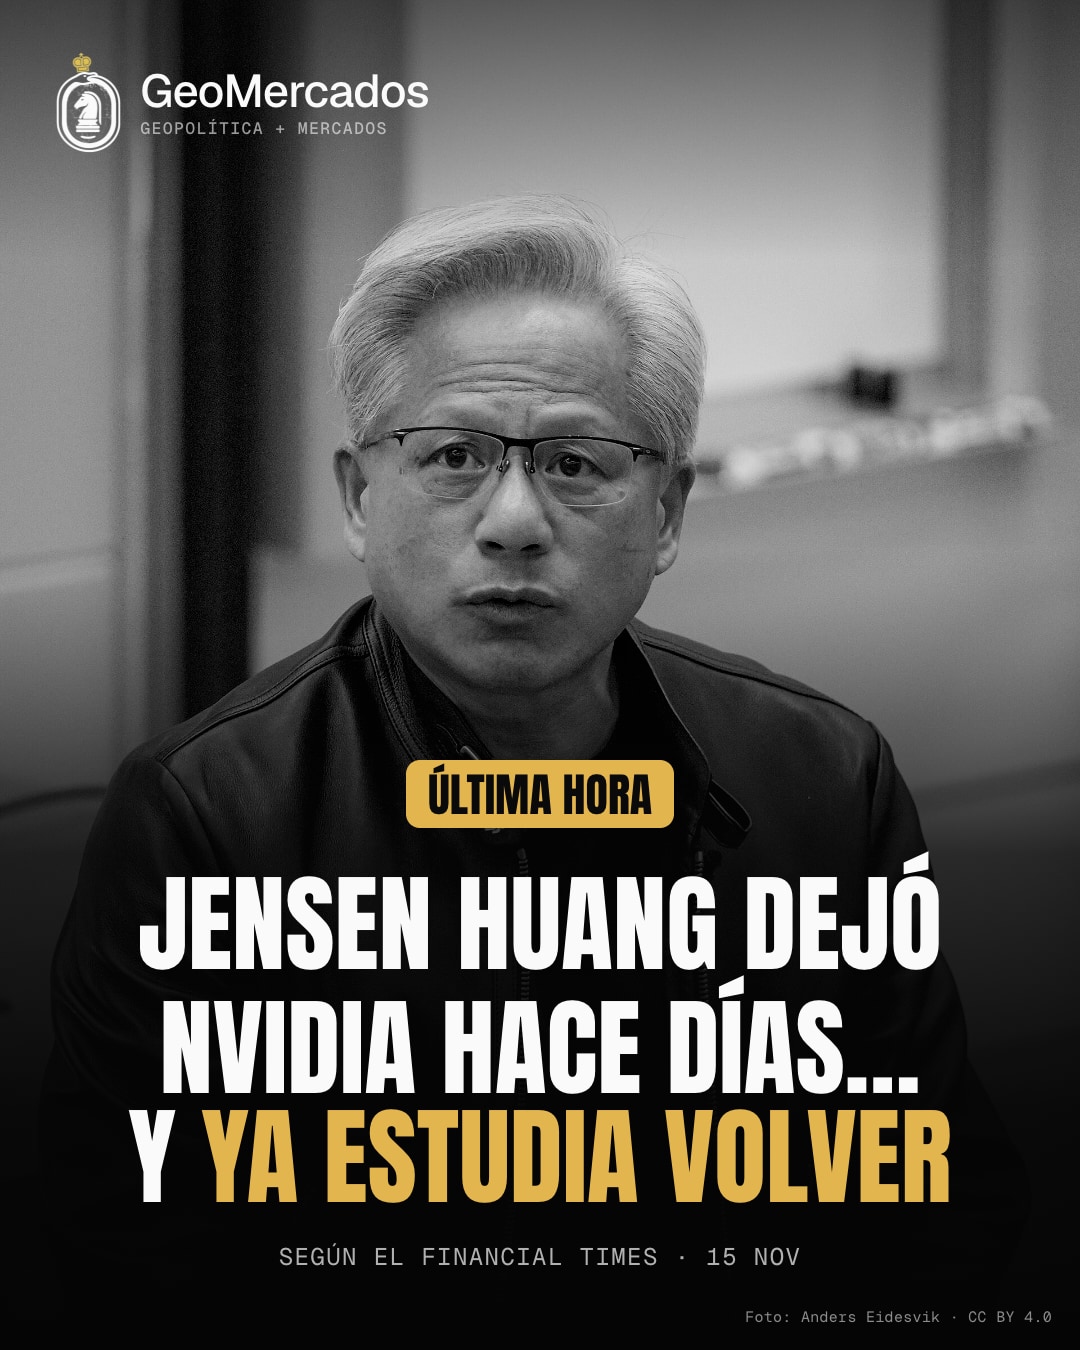 GeoMercados
GEOPOLÍTICA + MERCADOS
ÚLTIMA HORA
JENSEN HUANG DEJÓ
NVIDIA HACE DÍAS...
Y YA ESTUDIA VOLVER
SEGÚN EL FINANCIAL TIMES · 15 NOV
Foto: Anders Eidesvik · CC BY 4.0